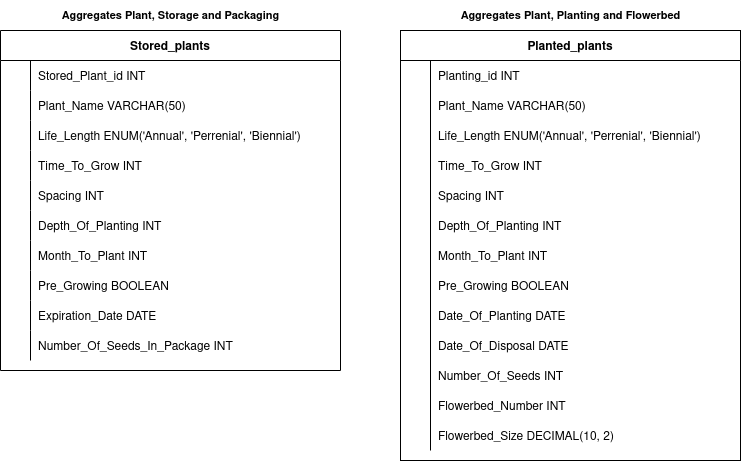 Aggregates Plant, Storage and Packaging
Stored_plants
Stored_Plant_id INT
Plant_Name VARCHAR(50)
Life_Length ENUM('Annual', 'Perrenial', 'Biennial')
Time_To_Grow INT
Spacing INT
Depth_Of_Planting INT
Month_To_Plant INT
Pre_Growing BOOLEAN
Expiration_Date DATE
Number_Of_Seeds_In_Package INT
Aggregates Plant, Planting and Flowerbed
Planted_plants
Planting_id INT
Plant_Name VARCHAR(50)
Life_Length ENUM('Annual', 'Perrenial', 'Biennial')
Time_To_Grow INT
Spacing INT
Depth_Of_Planting INT
Month_To_Plant INT
Pre_Growing BOOLEAN
Date_Of_Planting DATE
Date_Of_Disposal DATE
Number_Of_Seeds INT
Flowerbed_Number INT
Flowerbed_Size DECIMAL(10, 2)